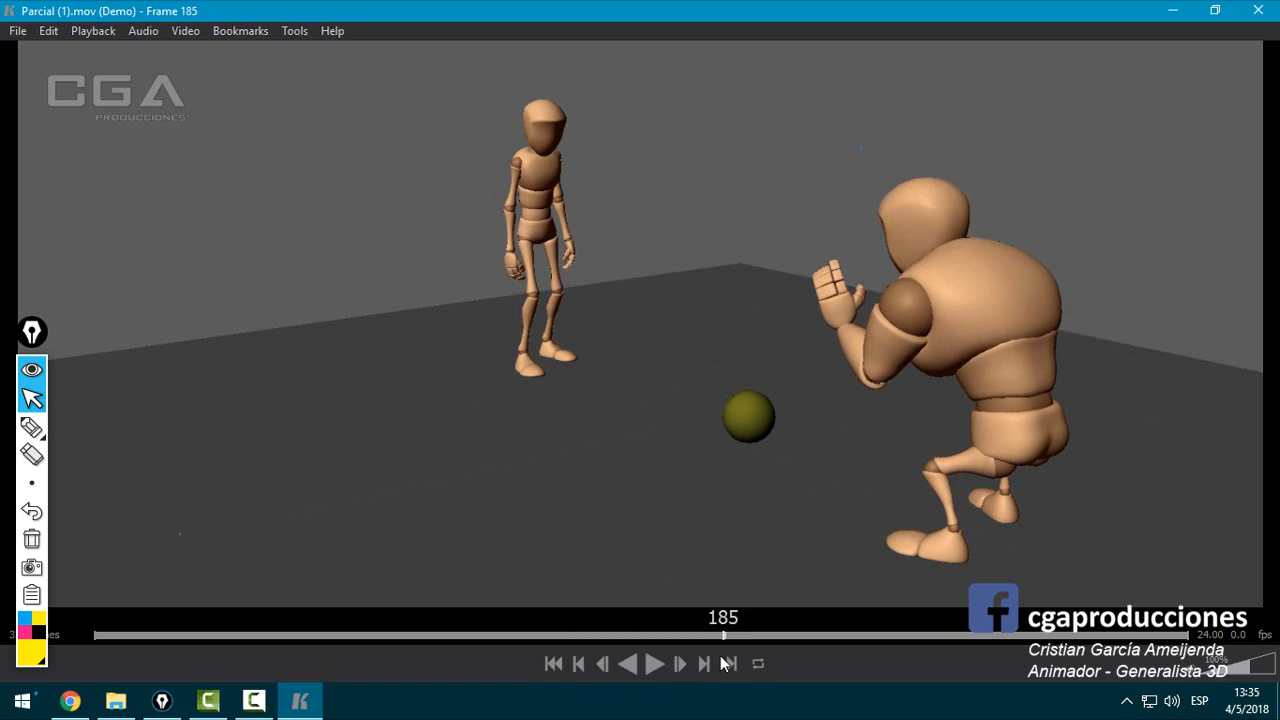 Parcial (1).mov (Demo) - Frame 185
File Edit Playback Audio Video Bookmarks Tools Help
CGA
PRODUCCIONES
185
24.00 0.0 fps
cgaproducciones
Cristian García Ameijenda
Animador - Generalista 3D
100%
ESP
13:35
4/5/2018